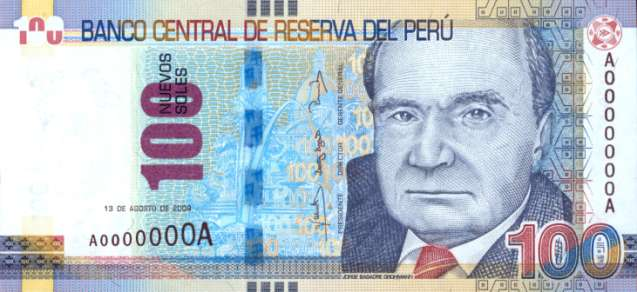 100
BANCO CENTRAL DE RESERVA DEL PERÚ
100
NUEVOS
SOLES
PRESIDENTE
DIRECTOR
GERENTE GENERAL
13 DE AGOSTO DE 2009
A0000000A
A0000000A
JORGE BASADRE GROHMANN
100